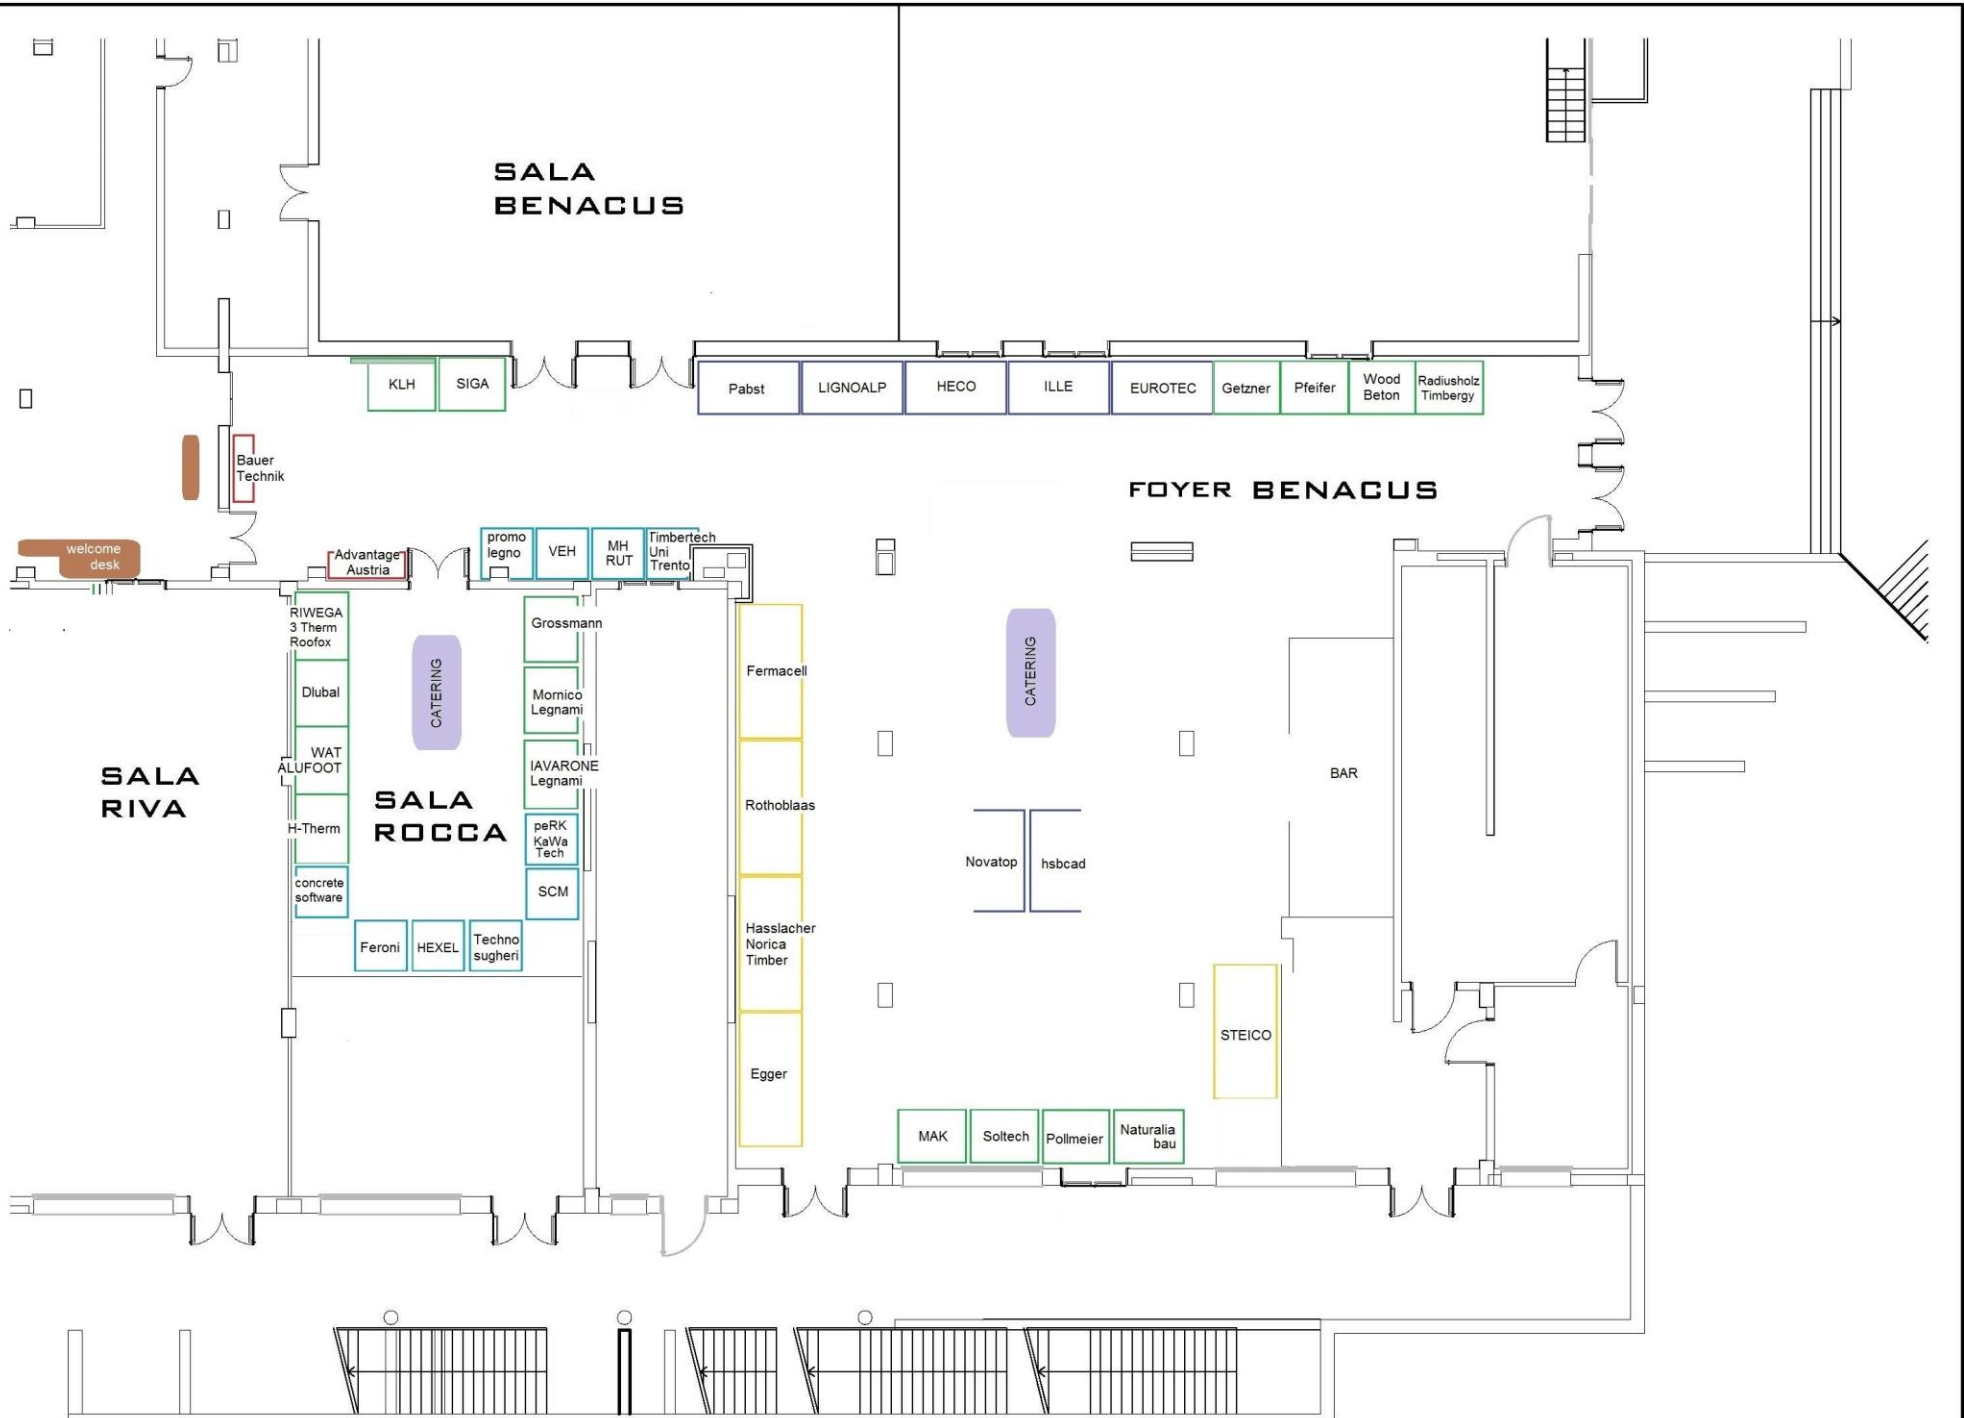 SALA
BENACUS
KLH
SIGA
Pabst
LIGNOALP
HECO
ILLE
EUROTEC
Getzner
Pfeifer
Wood
Beton
Radiusholz
Timbergy
Bauer
Technik
FOYER BENACUS
welcome
desk
Advantage
Austria
promo
legno
VEH
MH
RUT
Timbertech
Uni
Trento
RIWEGA
3 Therm
Roofox
Dlubal
WAT
ALUFOOT
H-Therm
concrete
software
CATERING
Grossmann
Mornico
Legnami
IAVARONE
Legnami
peRK
KaWa
Tech
SCM
SALA
RIVA
SALA
ROCCA
Feroni
HEXEL
Techno
sugheri
Fermacell
Rothoblaas
Hasslacher
Norica
Timber
Egger
CATERING
Novatop
hsbcad
BAR
STEICO
MAK
Soltech
Pollmeier
Naturalia
bau